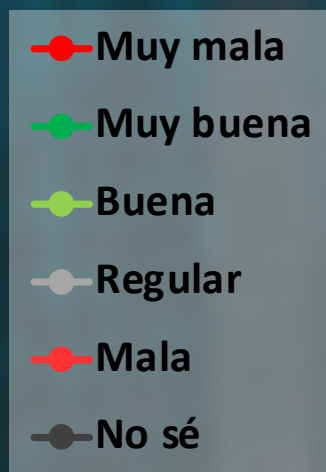 Muy mala
Muy buena
Buena
Regular
Mala
No sé